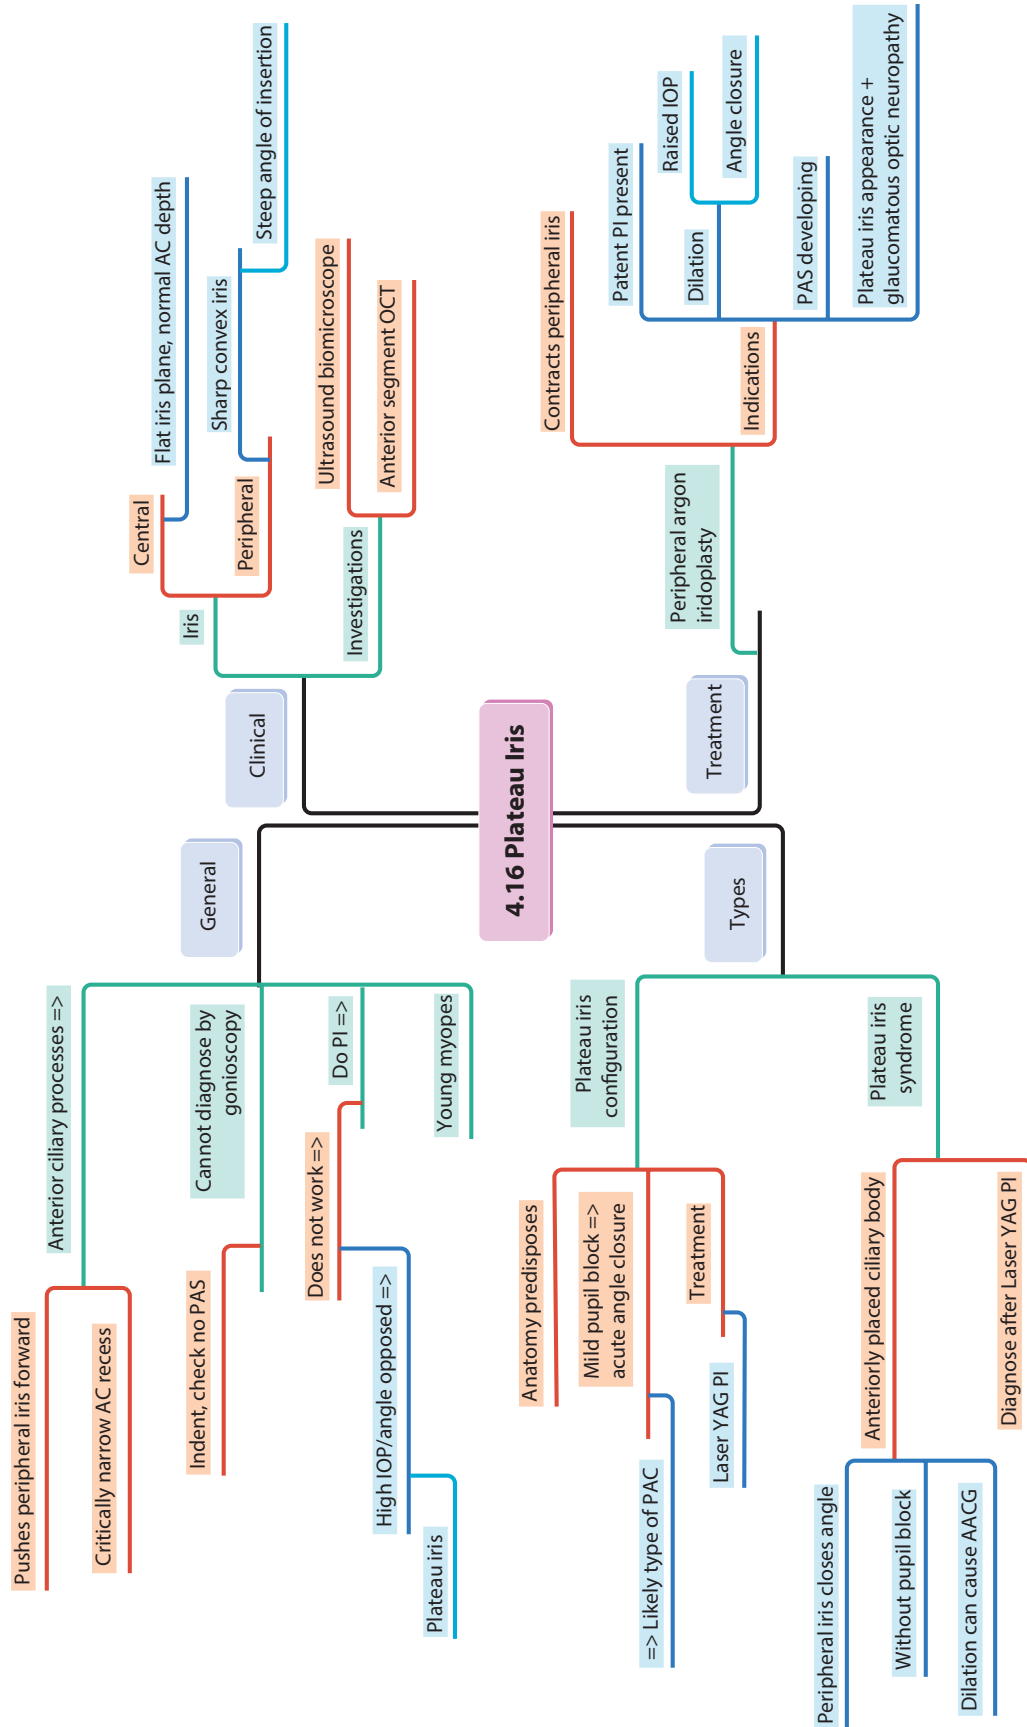 4.16 Plateau Iris
General
Anterior ciliary processes =>
Pushes peripheral iris forward
Critically narrow AC recess
Cannot diagnose by
gonioscopy
Indent, check no PAS
Do PI =>
Does not work =>
High IOP/angle opposed =>
Plateau iris
Young myopes
Clinical
Iris
Central
Flat iris plane, normal AC depth
Peripheral
Sharp convex iris
Steep angle of insertion
Investigations
Ultrasound biomicroscope
Anterior segment OCT
Types
Plateau iris
configuration
Anatomy predisposes
Mild pupil block =>
acute angle closure
=> Likely type of PAC
Treatment
Laser YAG PI
Plateau iris
syndrome
Anteriorly placed ciliary body
Peripheral iris closes angle
Without pupil block
Dilation can cause AACG
Diagnose after Laser YAG PI
Treatment
Peripheral argon
iridoplasty
Contracts peripheral iris
Indications
Patent PI present
Dilation
Raised IOP
Angle closure
PAS developing
Plateau iris appearance +
glaucomatous optic neuropathy